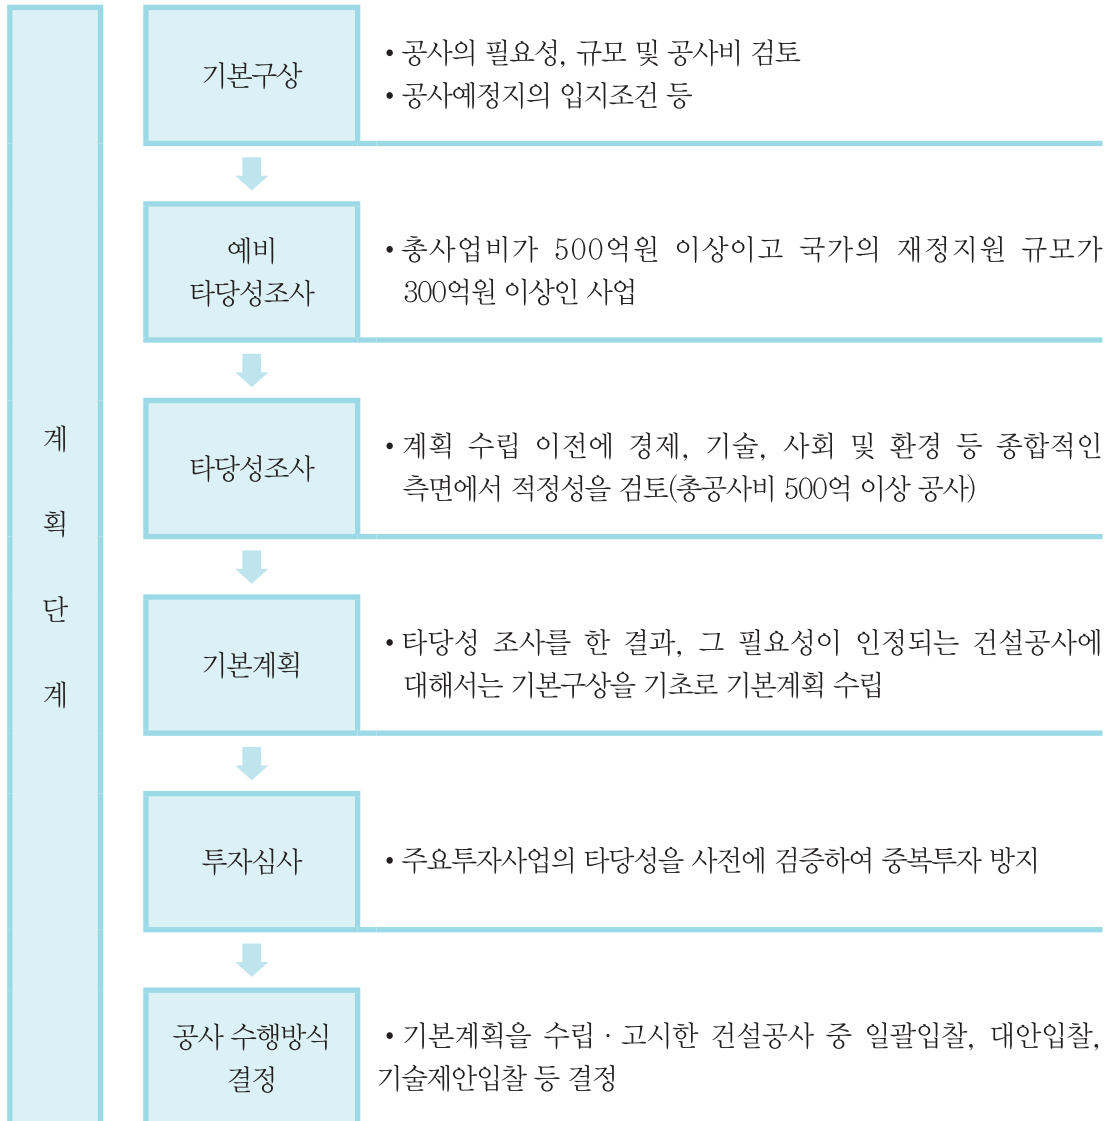 계
획
단
계
기본구상
• 공사의 필요성, 규모 및 공사비 검토
• 공사예정지의 입지조건 등
예비
타당성조사
• 총사업비가 500억원 이상이고 국가의 재정지원 규모가
300억원 이상인 사업
타당성조사
• 계획 수립 이전에 경제, 기술, 사회 및 환경 등 종합적인
측면에서 적정성을 검토(총공사비 500억 이상 공사)
기본계획
• 타당성 조사를 한 결과, 그 필요성이 인정되는 건설공사에
대해서는 기본구상을 기초로 기본계획 수립
투자심사
• 주요투자사업의 타당성을 사전에 검증하여 중복투자 방지
공사 수행방식
결정
• 기본계획을 수립 · 고시한 건설공사 중 일괄입찰, 대안입찰,
기술제안입찰 등 결정